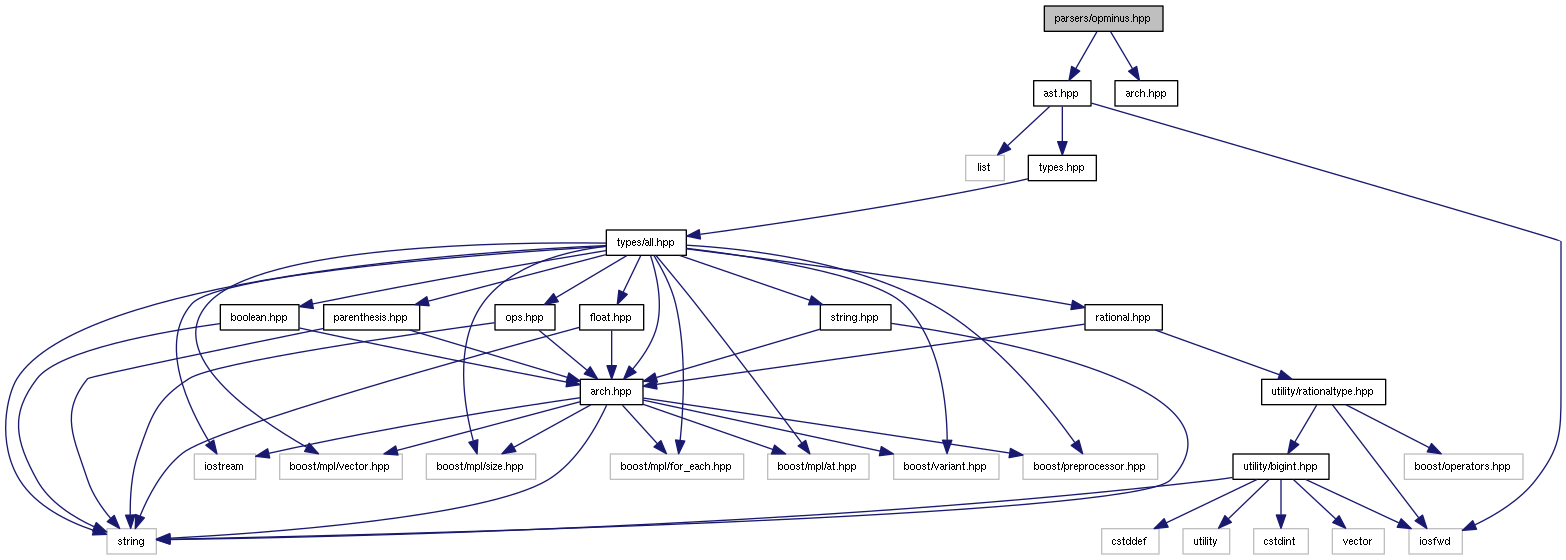 parsers/opminus.hpp
ast.hpp
arch.hpp
list
types.hpp
types/all.hpp
boolean.hpp
parenthesis.hpp
ops.hpp
float.hpp
string.hpp
rational.hpp
arch.hpp
utility/rationaltype.hpp
iostream
boost/mpl/vector.hpp
boost/mpl/size.hpp
boost/mpl/for_each.hpp
boost/mpl/at.hpp
boost/variant.hpp
boost/preprocessor.hpp
utility/bigint.hpp
boost/operators.hpp
string
cstddef
utility
cstdint
vector
iosfwd